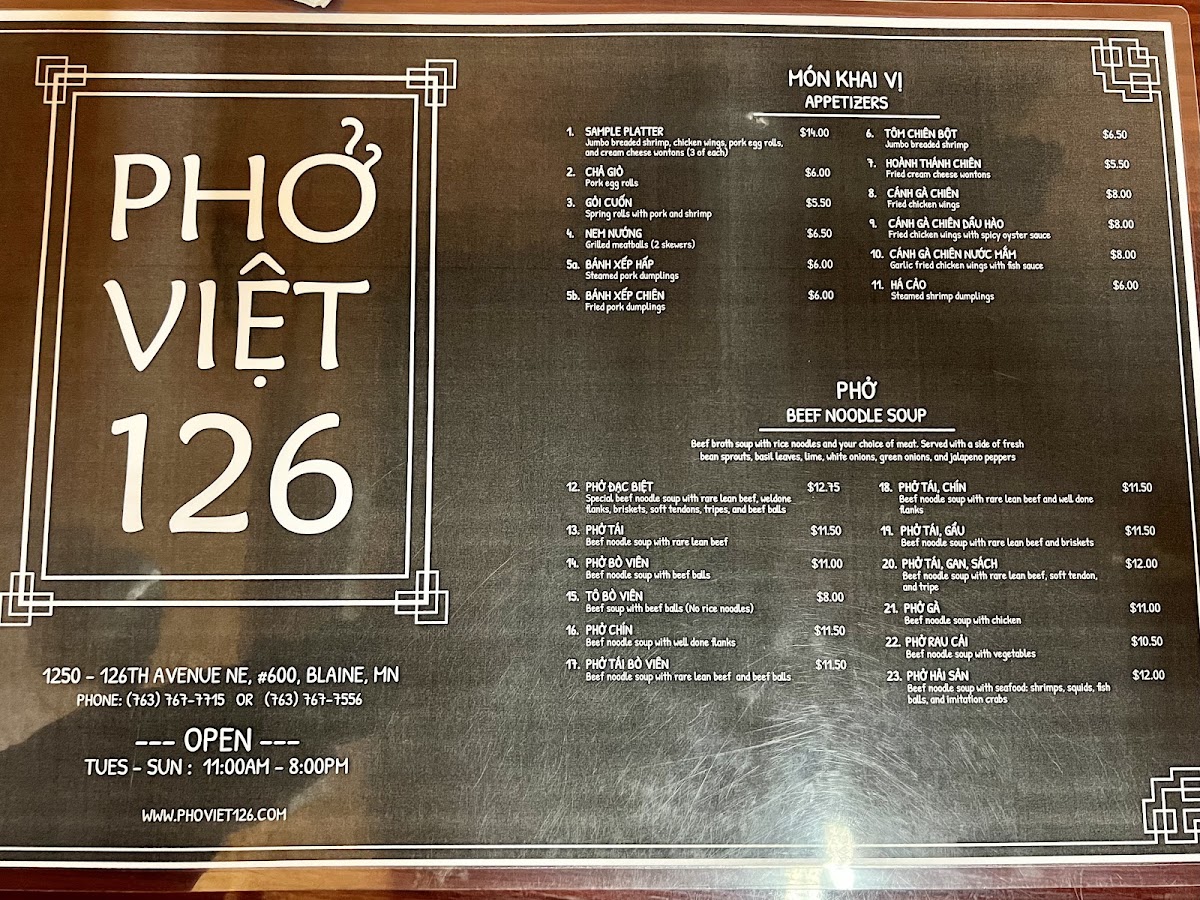 PHỞ
VIỆT
126
1250 - 126TH AVENUE NE, #600, BLAINE, MN
PHONE: (763) 767-7715 OR (763) 767-7556
--- OPEN ---
TUES - SUN : 11:00AM - 8:00PM
WWW.PHOVIET126.COM
MÓN KHAI VỊ
APPETIZERS
1. SAMPLE PLATTER $14.00
Jumbo breaded shrimp, chicken wings, pork egg rolls,
and cream cheese wontons (3 of each)
2. CHẢ GIÒ $6.00
Pork egg rolls
3. GỎI CUỐN $5.50
Spring rolls with pork and shrimp
4. NEM NƯỚNG $6.50
Grilled meatballs (2 skewers)
5a. BÁNH XẾP HẤP $6.00
Steamed pork dumplings
5b. BÁNH XẾP CHIÊN $6.00
Fried pork dumplings
6. TÔM CHIÊN BỘT $6.50
Jumbo breaded shrimp
7. HOÀNH THÁNH CHIÊN $5.50
Fried cream cheese wontons
8. CÁNH GÀ CHIÊN $8.00
Fried chicken wings
9. CÁNH GÀ CHIÊN DẦU HÀO $8.00
Fried chicken wings with spicy oyster sauce
10. CÁNH GÀ CHIÊN NƯỚC MẮM $8.00
Garlic fried chicken wings with fish sauce
11. HÁ CẢO $6.00
Steamed shrimp dumplings
PHỞ
BEEF NOODLE SOUP
Beef broth soup with rice noodles and your choice of meat. Served with a side of fresh
bean sprouts, basil leaves, lime, white onions, green onions, and jalapeno peppers
12. PHỞ ĐẶC BIỆT $12.75
Special beef noodle soup with rare lean beef, weldone
flanks, briskets, soft tendons, tripes, and beef balls
13. PHỞ TÁI $11.50
Beef noodle soup with rare lean beef
14. PHỞ BÒ VIÊN $11.00
Beef noodle soup with beef balls
15. TÔ BÒ VIÊN $8.00
Beef soup with beef balls (No rice noodles)
16. PHỞ CHÍN $11.50
Beef noodle soup with well done flanks
17. PHỞ TÁI BÒ VIÊN $11.50
Beef noodle soup with rare lean beef and beef balls
18. PHỞ TÁI, CHÍN $11.50
Beef noodle soup with rare lean beef and well done
flanks
19. PHỞ TÁI, GẦU $11.50
Beef noodle soup with rare lean beef and briskets
20. PHỞ TÁI, GAN, SÁCH $12.00
Beef noodle soup with rare lean beef, soft tendon,
and tripe
21. PHỞ GÀ $11.00
Beef noodle soup with chicken
22. PHỞ RAU CẢI $10.50
Beef noodle soup with vegetables
23. PHỞ HẢI SẢN $12.00
Beef noodle soup with seafood: shrimps, squids, fish
balls, and imitation crabs